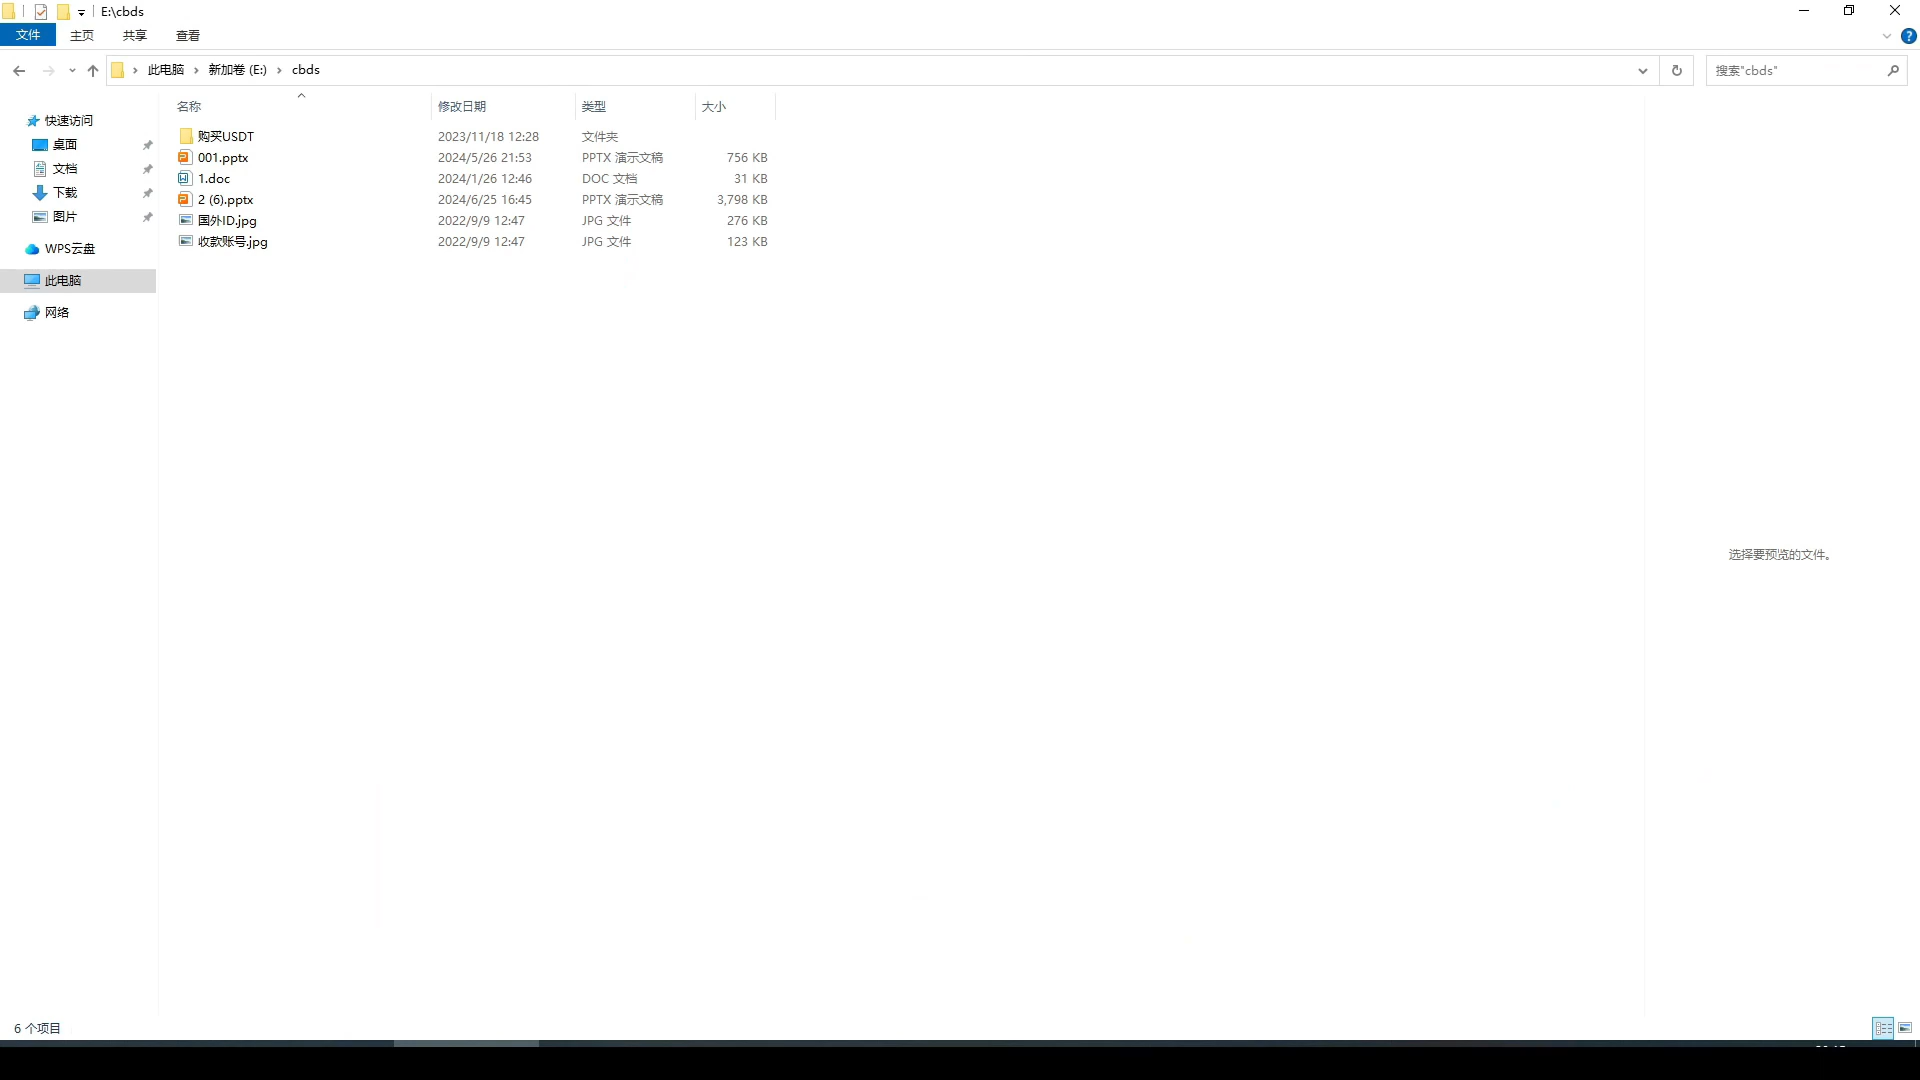 E:\cbds
文件 主页 共享 查看
此电脑 新加卷 (E:) cbds 搜索"cbds"
名称 修改日期 类型 大小
快速访问
桌面
文档
下载
图片
WPS云盘
此电脑
网络
购买USDT 2023/11/18 12:28 文件夹
001.pptx 2024/5/26 21:53 PPTX 演示文稿 756 KB
1.doc 2024/1/26 12:46 DOC 文档 31 KB
2 (6).pptx 2024/6/25 16:45 PPTX 演示文稿 3,798 KB
国外ID.jpg 2022/9/9 12:47 JPG 文件 276 KB
收款账号.jpg 2022/9/9 12:47 JPG 文件 123 KB
选择要预览的文件。
6 个项目